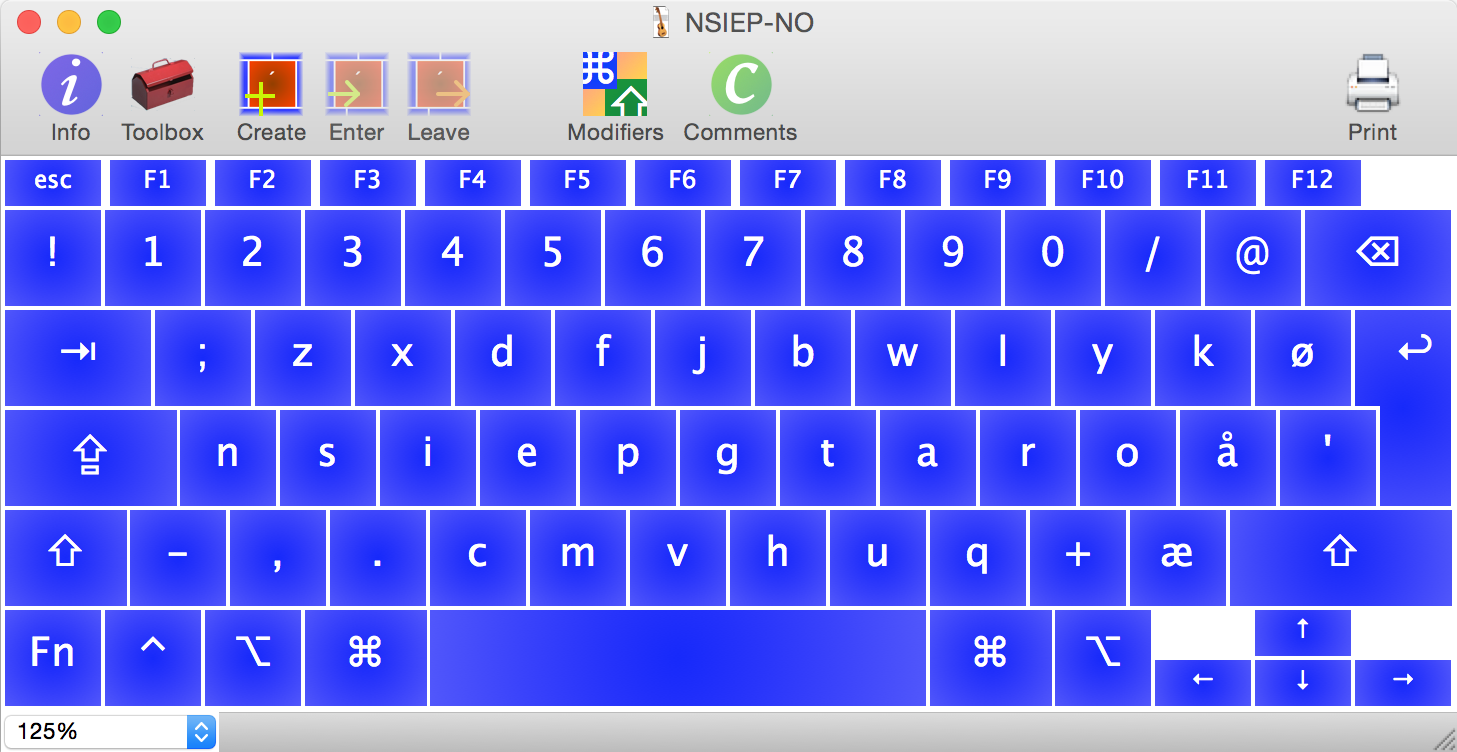 NSIEP-NO
Info Toolbox Create Enter Leave Modifiers Comments Print
esc F1 F2 F3 F4 F5 F6 F7 F8 F9 F10 F11 F12
! 1 2 3 4 5 6 7 8 9 0 / @ ⌫
⇥ ; z x d f j b w l y k ø ↩
⇪ n s i e p g t a r o å '
⇧ - , . c m v h u q + æ ⇧
Fn ^ ⌥ ⌘ ⌘ ⌥ ↑
← ↓ →
125%